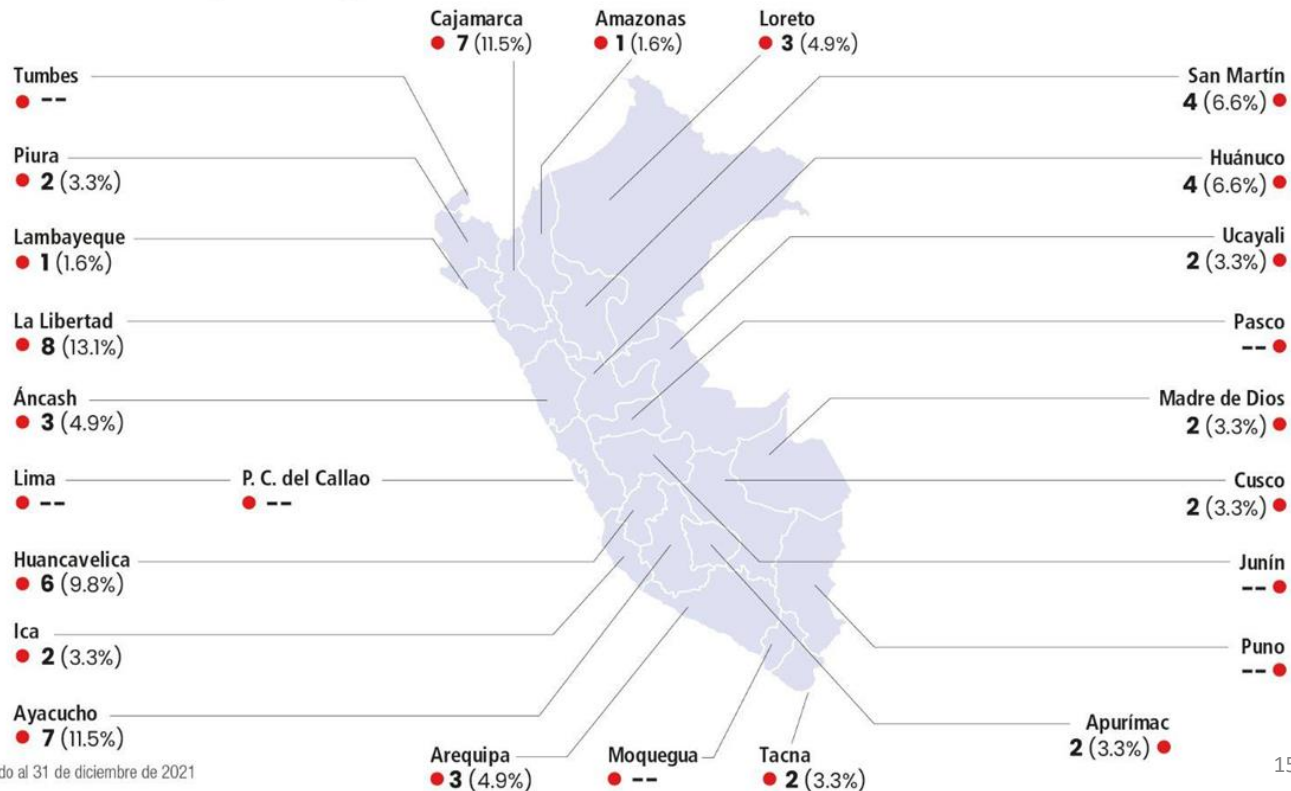 Cajamarca
7 (11.5%)
Amazonas
1 (1.6%)
Loreto
3 (4.9%)
Tumbes
--
Piura
2 (3.3%)
Lambayeque
1 (1.6%)
La Libertad
8 (13.1%)
Áncash
3 (4.9%)
Lima
--
P. C. del Callao
--
Huancavelica
6 (9.8%)
Ica
2 (3.3%)
Ayacucho
7 (11.5%)
San Martín
4 (6.6%)
Huánuco
4 (6.6%)
Ucayali
2 (3.3%)
Pasco
--
Madre de Dios
2 (3.3%)
Cusco
2 (3.3%)
Junín
--
Puno
--
Apurímac
2 (3.3%)
Arequipa
3 (4.9%)
Moquegua
--
Tacna
2 (3.3%)
do al 31 de diciembre de 2021
15